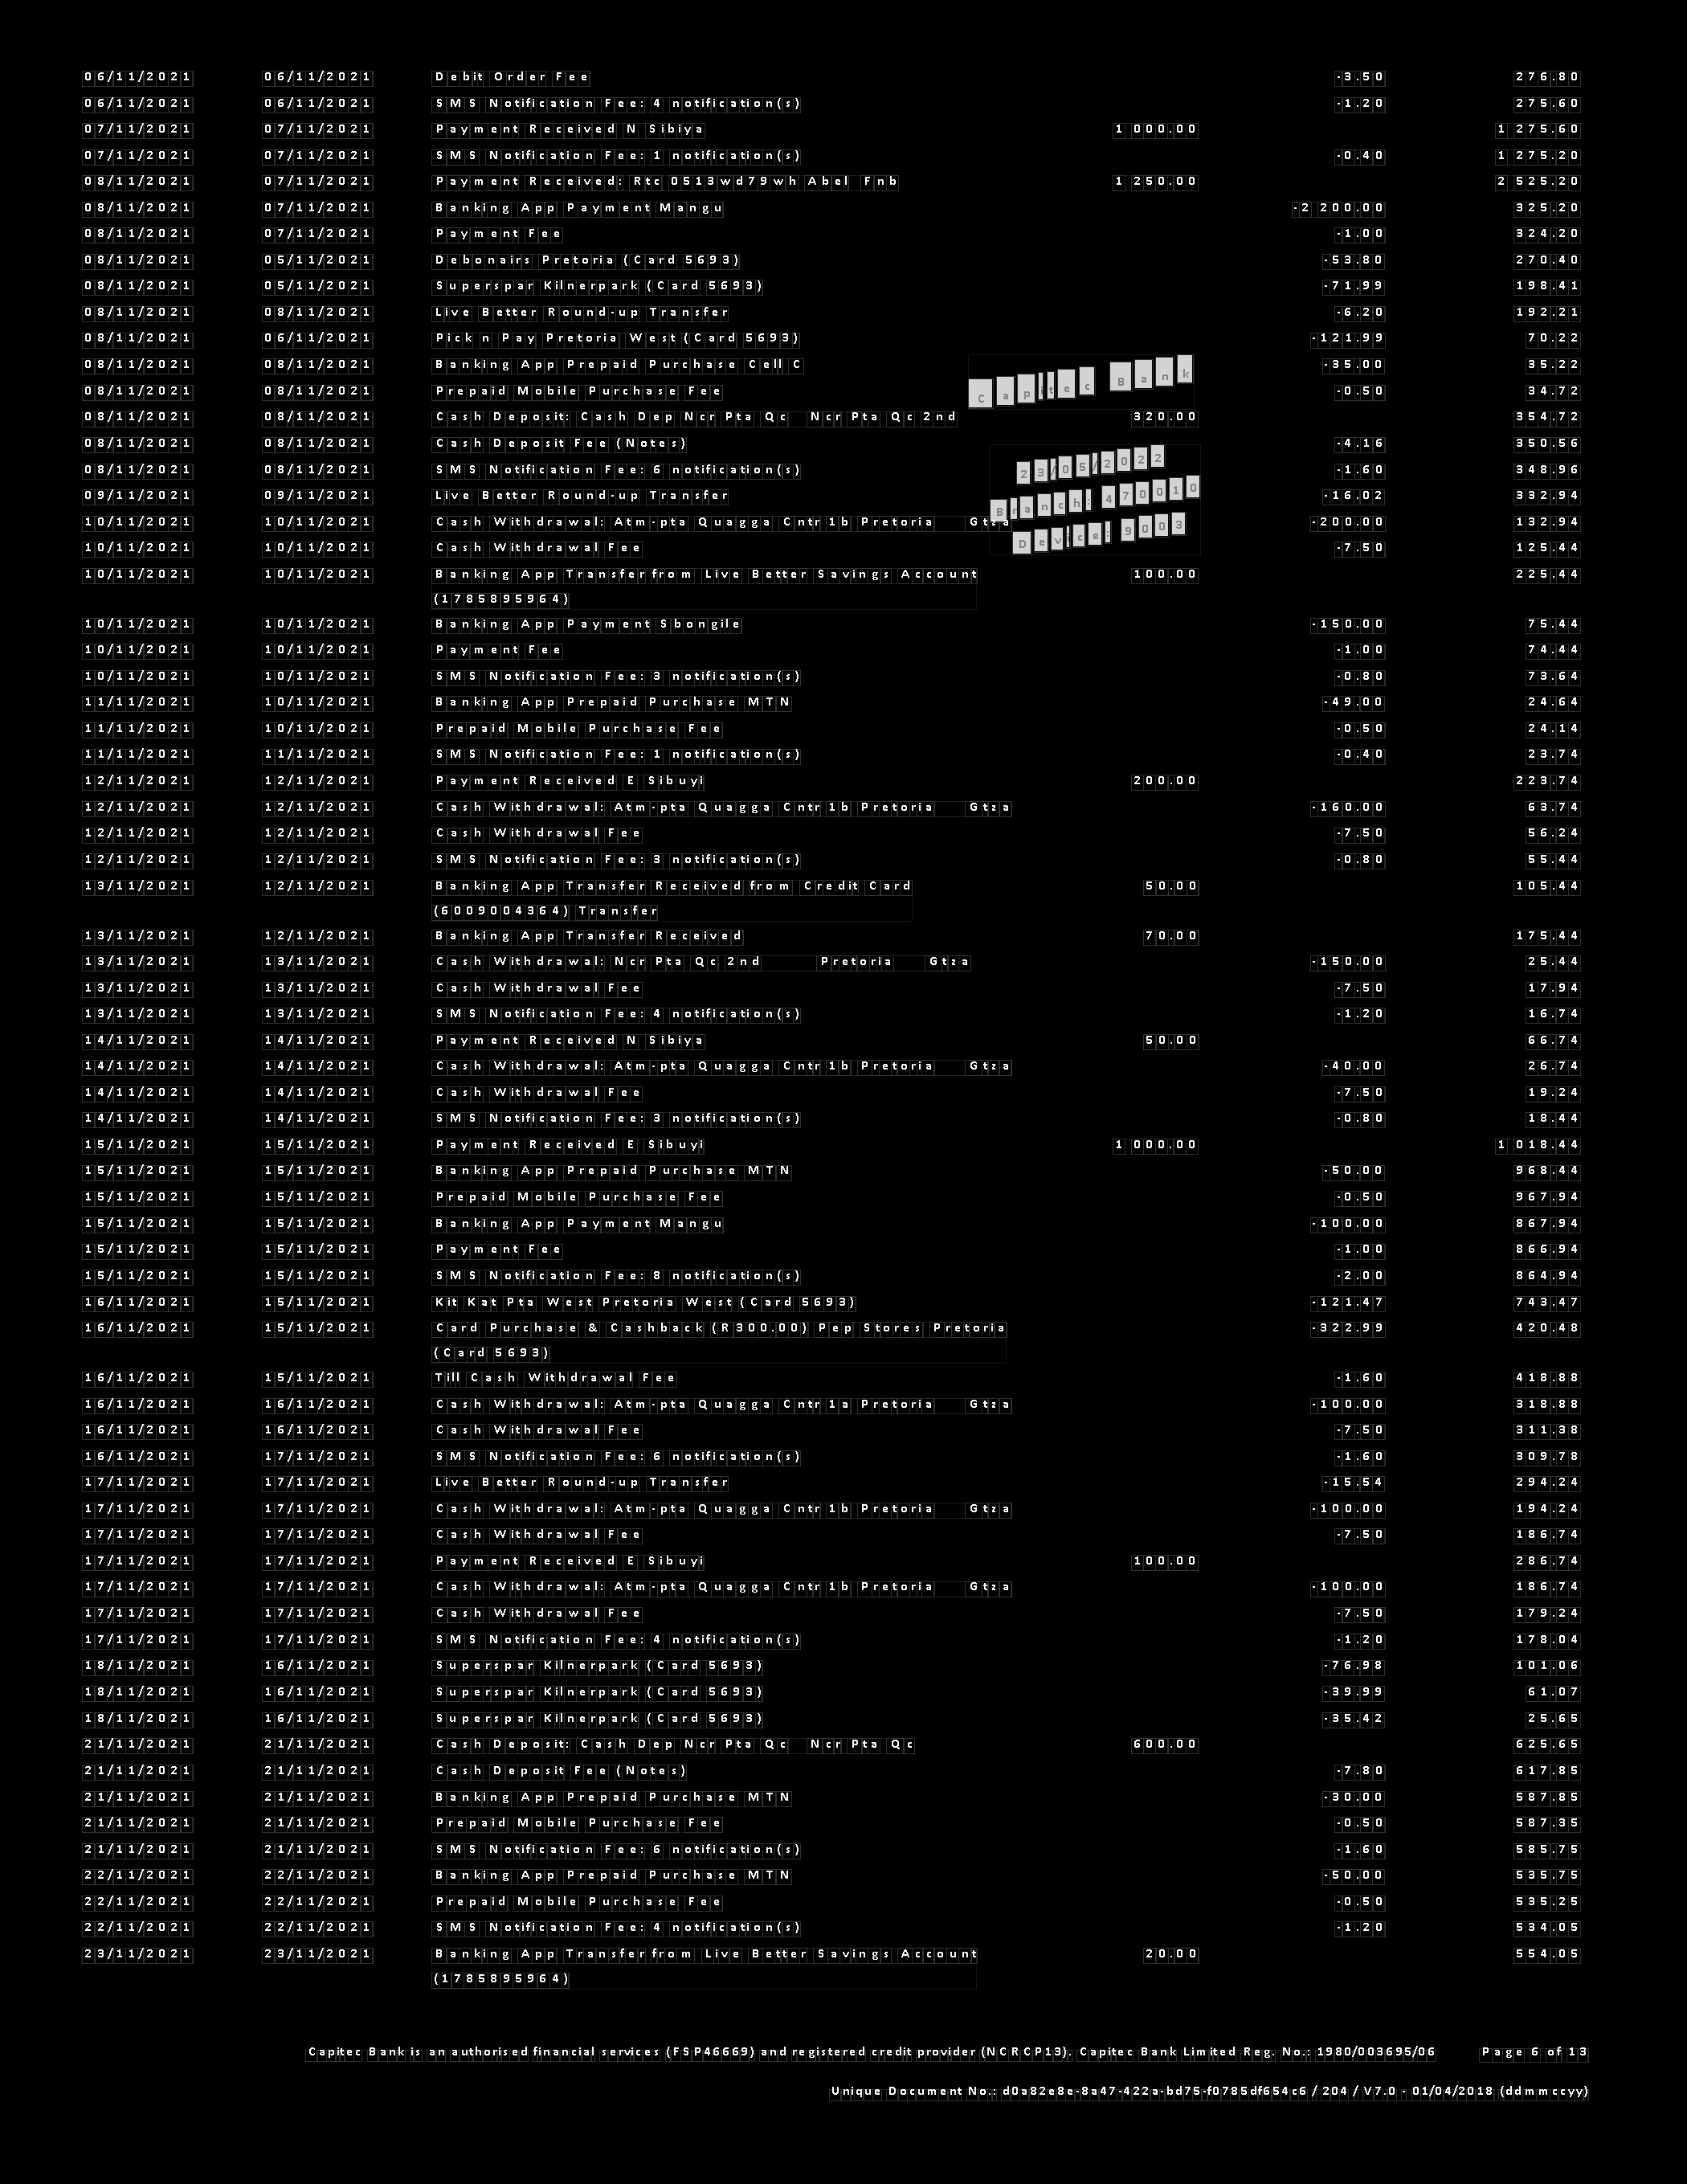 06/11/2021 06/11/2021 Debit Order Fee -3.50 276.80
06/11/2021 06/11/2021 SMS Notification Fee: 4 notification(s) -1.20 275.60
07/11/2021 07/11/2021 Payment Received N Sibiya 1 000.00 1 275.60
07/11/2021 07/11/2021 SMS Notification Fee: 1 notification(s) -0.40 1 275.20
08/11/2021 07/11/2021 Payment Received: Rtc 0513wd79wh Abel Fnb 1 250.00 2 525.20
08/11/2021 07/11/2021 Banking App Payment Mangu -2 200.00 325.20
08/11/2021 07/11/2021 Payment Fee -1.00 324.20
08/11/2021 05/11/2021 Debonairs Pretoria (Card 5693) -53.80 270.40
08/11/2021 05/11/2021 Superspar Kilnerpark (Card 5693) -71.99 198.41
08/11/2021 08/11/2021 Live Better Round-up Transfer -6.20 192.21
08/11/2021 06/11/2021 Pick n Pay Pretoria West (Card 5693) -121.99 70.22
08/11/2021 08/11/2021 Banking App Prepaid Purchase Cell C -35.00 35.22
Capitec Bank
08/11/2021 08/11/2021 Prepaid Mobile Purchase Fee -0.50 34.72
08/11/2021 08/11/2021 Cash Deposit: Cash Dep Ncr Pta Qc Ncr Pta Qc 2nd 320.00 354.72
08/11/2021 08/11/2021 Cash Deposit Fee (Notes) -4.16 350.56
23/05/2022
08/11/2021 08/11/2021 SMS Notification Fee: 6 notification(s) -1.60 348.96
09/11/2021 09/11/2021 Live Better Round-up Transfer -16.02 332.94
Branch: 470010
10/11/2021 10/11/2021 Cash Withdrawal: Atm-pta Quagga Cntr 1b Pretoria Gtza -200.00 132.94
Device: 9003
10/11/2021 10/11/2021 Cash Withdrawal Fee -7.50 125.44
10/11/2021 10/11/2021 Banking App Transfer from Live Better Savings Account 100.00 225.44
(1785895964)
10/11/2021 10/11/2021 Banking App Payment Sbongile -150.00 75.44
10/11/2021 10/11/2021 Payment Fee -1.00 74.44
10/11/2021 10/11/2021 SMS Notification Fee: 3 notification(s) -0.80 73.64
11/11/2021 10/11/2021 Banking App Prepaid Purchase MTN -49.00 24.64
11/11/2021 10/11/2021 Prepaid Mobile Purchase Fee -0.50 24.14
11/11/2021 11/11/2021 SMS Notification Fee: 1 notification(s) -0.40 23.74
12/11/2021 12/11/2021 Payment Received E Sibuyi 200.00 223.74
12/11/2021 12/11/2021 Cash Withdrawal: Atm-pta Quagga Cntr 1b Pretoria Gtza -160.00 63.74
12/11/2021 12/11/2021 Cash Withdrawal Fee -7.50 56.24
12/11/2021 12/11/2021 SMS Notification Fee: 3 notification(s) -0.80 55.44
13/11/2021 12/11/2021 Banking App Transfer Received from Credit Card 50.00 105.44
(6009004364) Transfer
13/11/2021 12/11/2021 Banking App Transfer Received 70.00 175.44
13/11/2021 13/11/2021 Cash Withdrawal: Ncr Pta Qc 2nd Pretoria Gtza -150.00 25.44
13/11/2021 13/11/2021 Cash Withdrawal Fee -7.50 17.94
13/11/2021 13/11/2021 SMS Notification Fee: 4 notification(s) -1.20 16.74
14/11/2021 14/11/2021 Payment Received N Sibiya 50.00 66.74
14/11/2021 14/11/2021 Cash Withdrawal: Atm-pta Quagga Cntr 1b Pretoria Gtza -40.00 26.74
14/11/2021 14/11/2021 Cash Withdrawal Fee -7.50 19.24
14/11/2021 14/11/2021 SMS Notification Fee: 3 notification(s) -0.80 18.44
15/11/2021 15/11/2021 Payment Received E Sibuyi 1 000.00 1 018.44
15/11/2021 15/11/2021 Banking App Prepaid Purchase MTN -50.00 968.44
15/11/2021 15/11/2021 Prepaid Mobile Purchase Fee -0.50 967.94
15/11/2021 15/11/2021 Banking App Payment Mangu -100.00 867.94
15/11/2021 15/11/2021 Payment Fee -1.00 866.94
15/11/2021 15/11/2021 SMS Notification Fee: 8 notification(s) -2.00 864.94
16/11/2021 15/11/2021 Kit Kat Pta West Pretoria West (Card 5693) -121.47 743.47
16/11/2021 15/11/2021 Card Purchase & Cashback (R300.00) Pep Stores Pretoria -322.99 420.48
(Card 5693)
16/11/2021 15/11/2021 Till Cash Withdrawal Fee -1.60 418.88
16/11/2021 16/11/2021 Cash Withdrawal: Atm-pta Quagga Cntr 1a Pretoria Gtza -100.00 318.88
16/11/2021 16/11/2021 Cash Withdrawal Fee -7.50 311.38
16/11/2021 17/11/2021 SMS Notification Fee: 6 notification(s) -1.60 309.78
17/11/2021 17/11/2021 Live Better Round-up Transfer -15.54 294.24
17/11/2021 17/11/2021 Cash Withdrawal: Atm-pta Quagga Cntr 1b Pretoria Gtza -100.00 194.24
17/11/2021 17/11/2021 Cash Withdrawal Fee -7.50 186.74
17/11/2021 17/11/2021 Payment Received E Sibuyi 100.00 286.74
17/11/2021 17/11/2021 Cash Withdrawal: Atm-pta Quagga Cntr 1b Pretoria Gtza -100.00 186.74
17/11/2021 17/11/2021 Cash Withdrawal Fee -7.50 179.24
17/11/2021 17/11/2021 SMS Notification Fee: 4 notification(s) -1.20 178.04
18/11/2021 16/11/2021 Superspar Kilnerpark (Card 5693) -76.98 101.06
18/11/2021 16/11/2021 Superspar Kilnerpark (Card 5693) -39.99 61.07
18/11/2021 16/11/2021 Superspar Kilnerpark (Card 5693) -35.42 25.65
21/11/2021 21/11/2021 Cash Deposit: Cash Dep Ncr Pta Qc Ncr Pta Qc 600.00 625.65
21/11/2021 21/11/2021 Cash Deposit Fee (Notes) -7.80 617.85
21/11/2021 21/11/2021 Banking App Prepaid Purchase MTN -30.00 587.85
21/11/2021 21/11/2021 Prepaid Mobile Purchase Fee -0.50 587.35
21/11/2021 21/11/2021 SMS Notification Fee: 6 notification(s) -1.60 585.75
22/11/2021 22/11/2021 Banking App Prepaid Purchase MTN -50.00 535.75
22/11/2021 22/11/2021 Prepaid Mobile Purchase Fee -0.50 535.25
22/11/2021 22/11/2021 SMS Notification Fee: 4 notification(s) -1.20 534.05
23/11/2021 23/11/2021 Banking App Transfer from Live Better Savings Account 20.00 554.05
(1785895964)
Capitec Bank is an authorised financial services (FSP46669) and registered credit provider (NCRCP13). Capitec Bank Limited Reg. No.: 1980/003695/06 Page 6 of 13
Unique Document No.: d0a82e8e-8a47-422a-bd75-f0785df654c6 / 204 / V7.0 - 01/04/2018 (ddmmccyy)